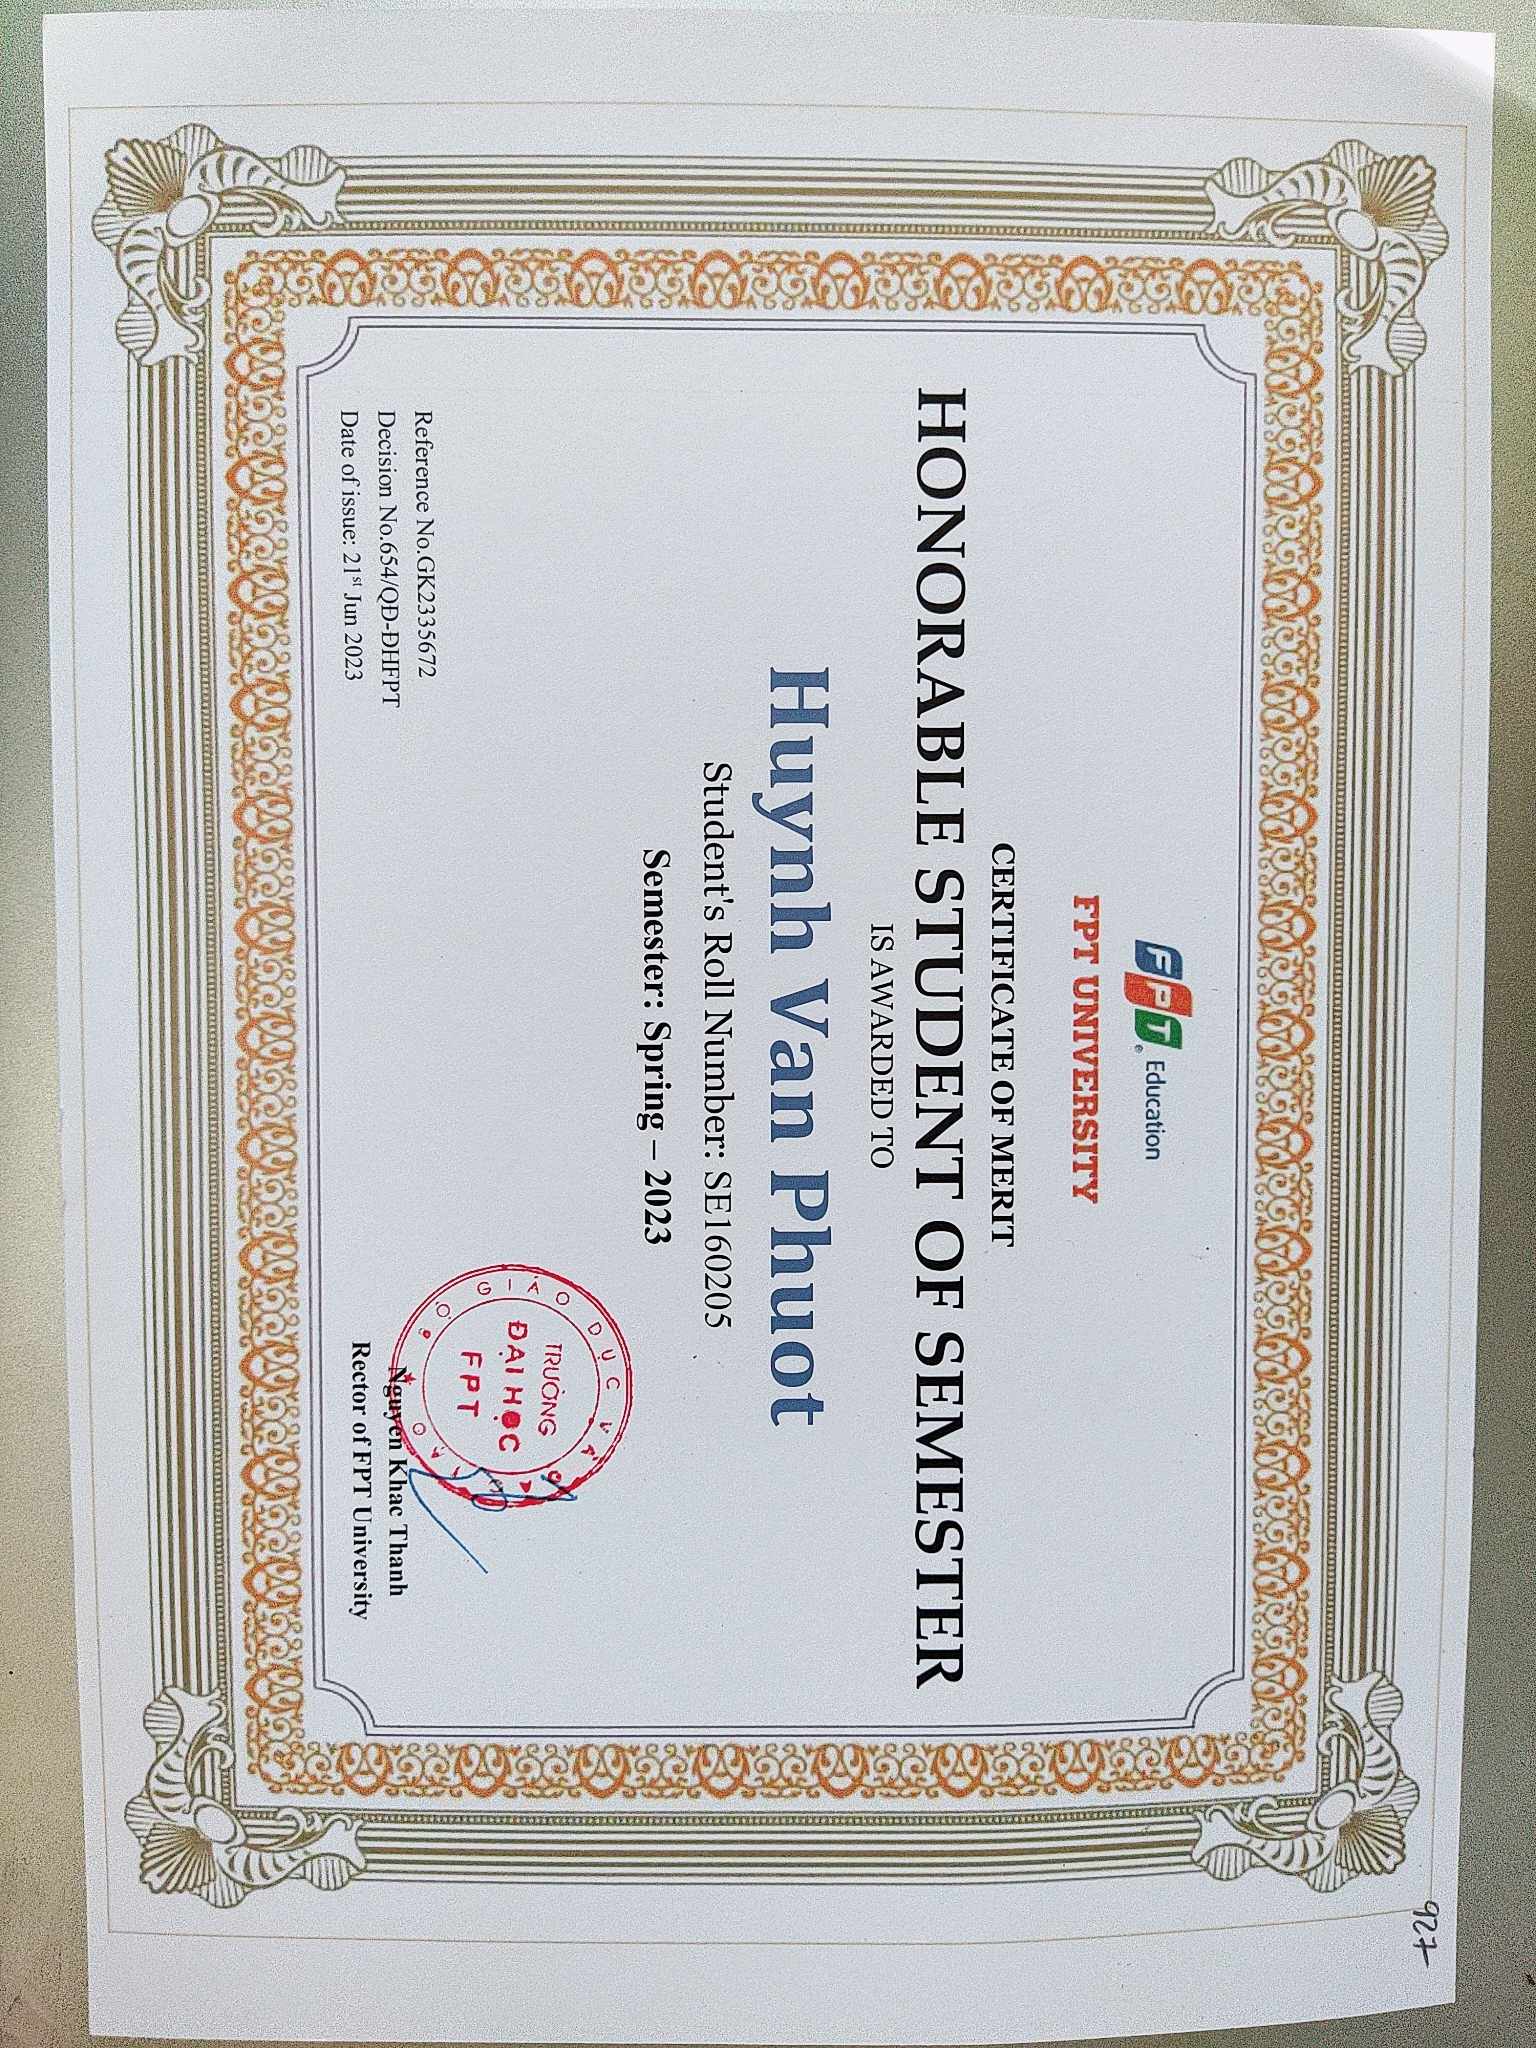 927
FPT Education
FPT UNIVERSITY
CERTIFICATE OF MERIT
HONORABLE STUDENT OF SEMESTER
IS AWARDED TO
Huynh Van Phuot
Student's Roll Number: SE160205
Semester: Spring – 2023
BỘ GIÁO DỤC VÀ ĐÀO TẠO
TRƯỜNG
ĐẠI HỌC
FPT
Reference No.GK2335672
Decision No.654/QĐ-ĐHFPT
Date of issue: 21st Jun 2023
Nguyen Khac Thanh
Rector of FPT University